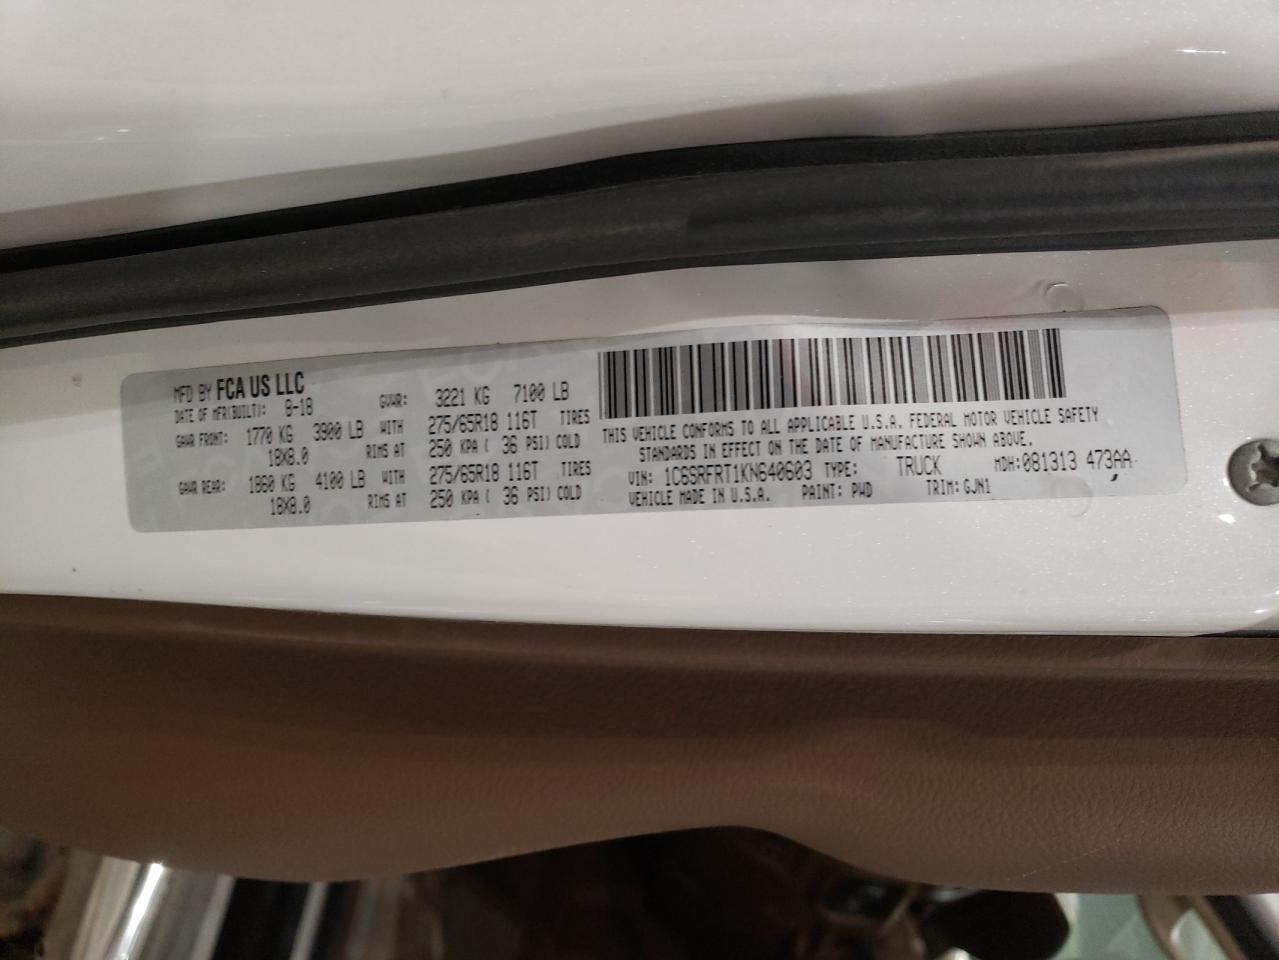 MFD BY FCA US LLC
DATE OF MFR(BUILT): 8-18 GVWR: 3221 KG 7100 LB
GAWR FRONT: 1770 KG 3900 LB WITH 275/65R18 116T TIRES
18X8.0 RIMS AT 250 KPA ( 36 PSI) COLD
GAWR REAR: 1860 KG 4100 LB WITH 275/65R18 116T TIRES
18X8.0 RIMS AT 250 KPA ( 36 PSI) COLD
THIS VEHICLE CONFORMS TO ALL APPLICABLE U.S.A. FEDERAL MOTOR VEHICLE SAFETY
STANDARDS IN EFFECT ON THE DATE OF MANUFACTURE SHOWN ABOVE.
VIN: 1C6SRFRT1KN640603 TYPE: TRUCK MDH:081313 473AA
VEHICLE MADE IN U.S.A. PAINT: PWD TRIM: GJN1